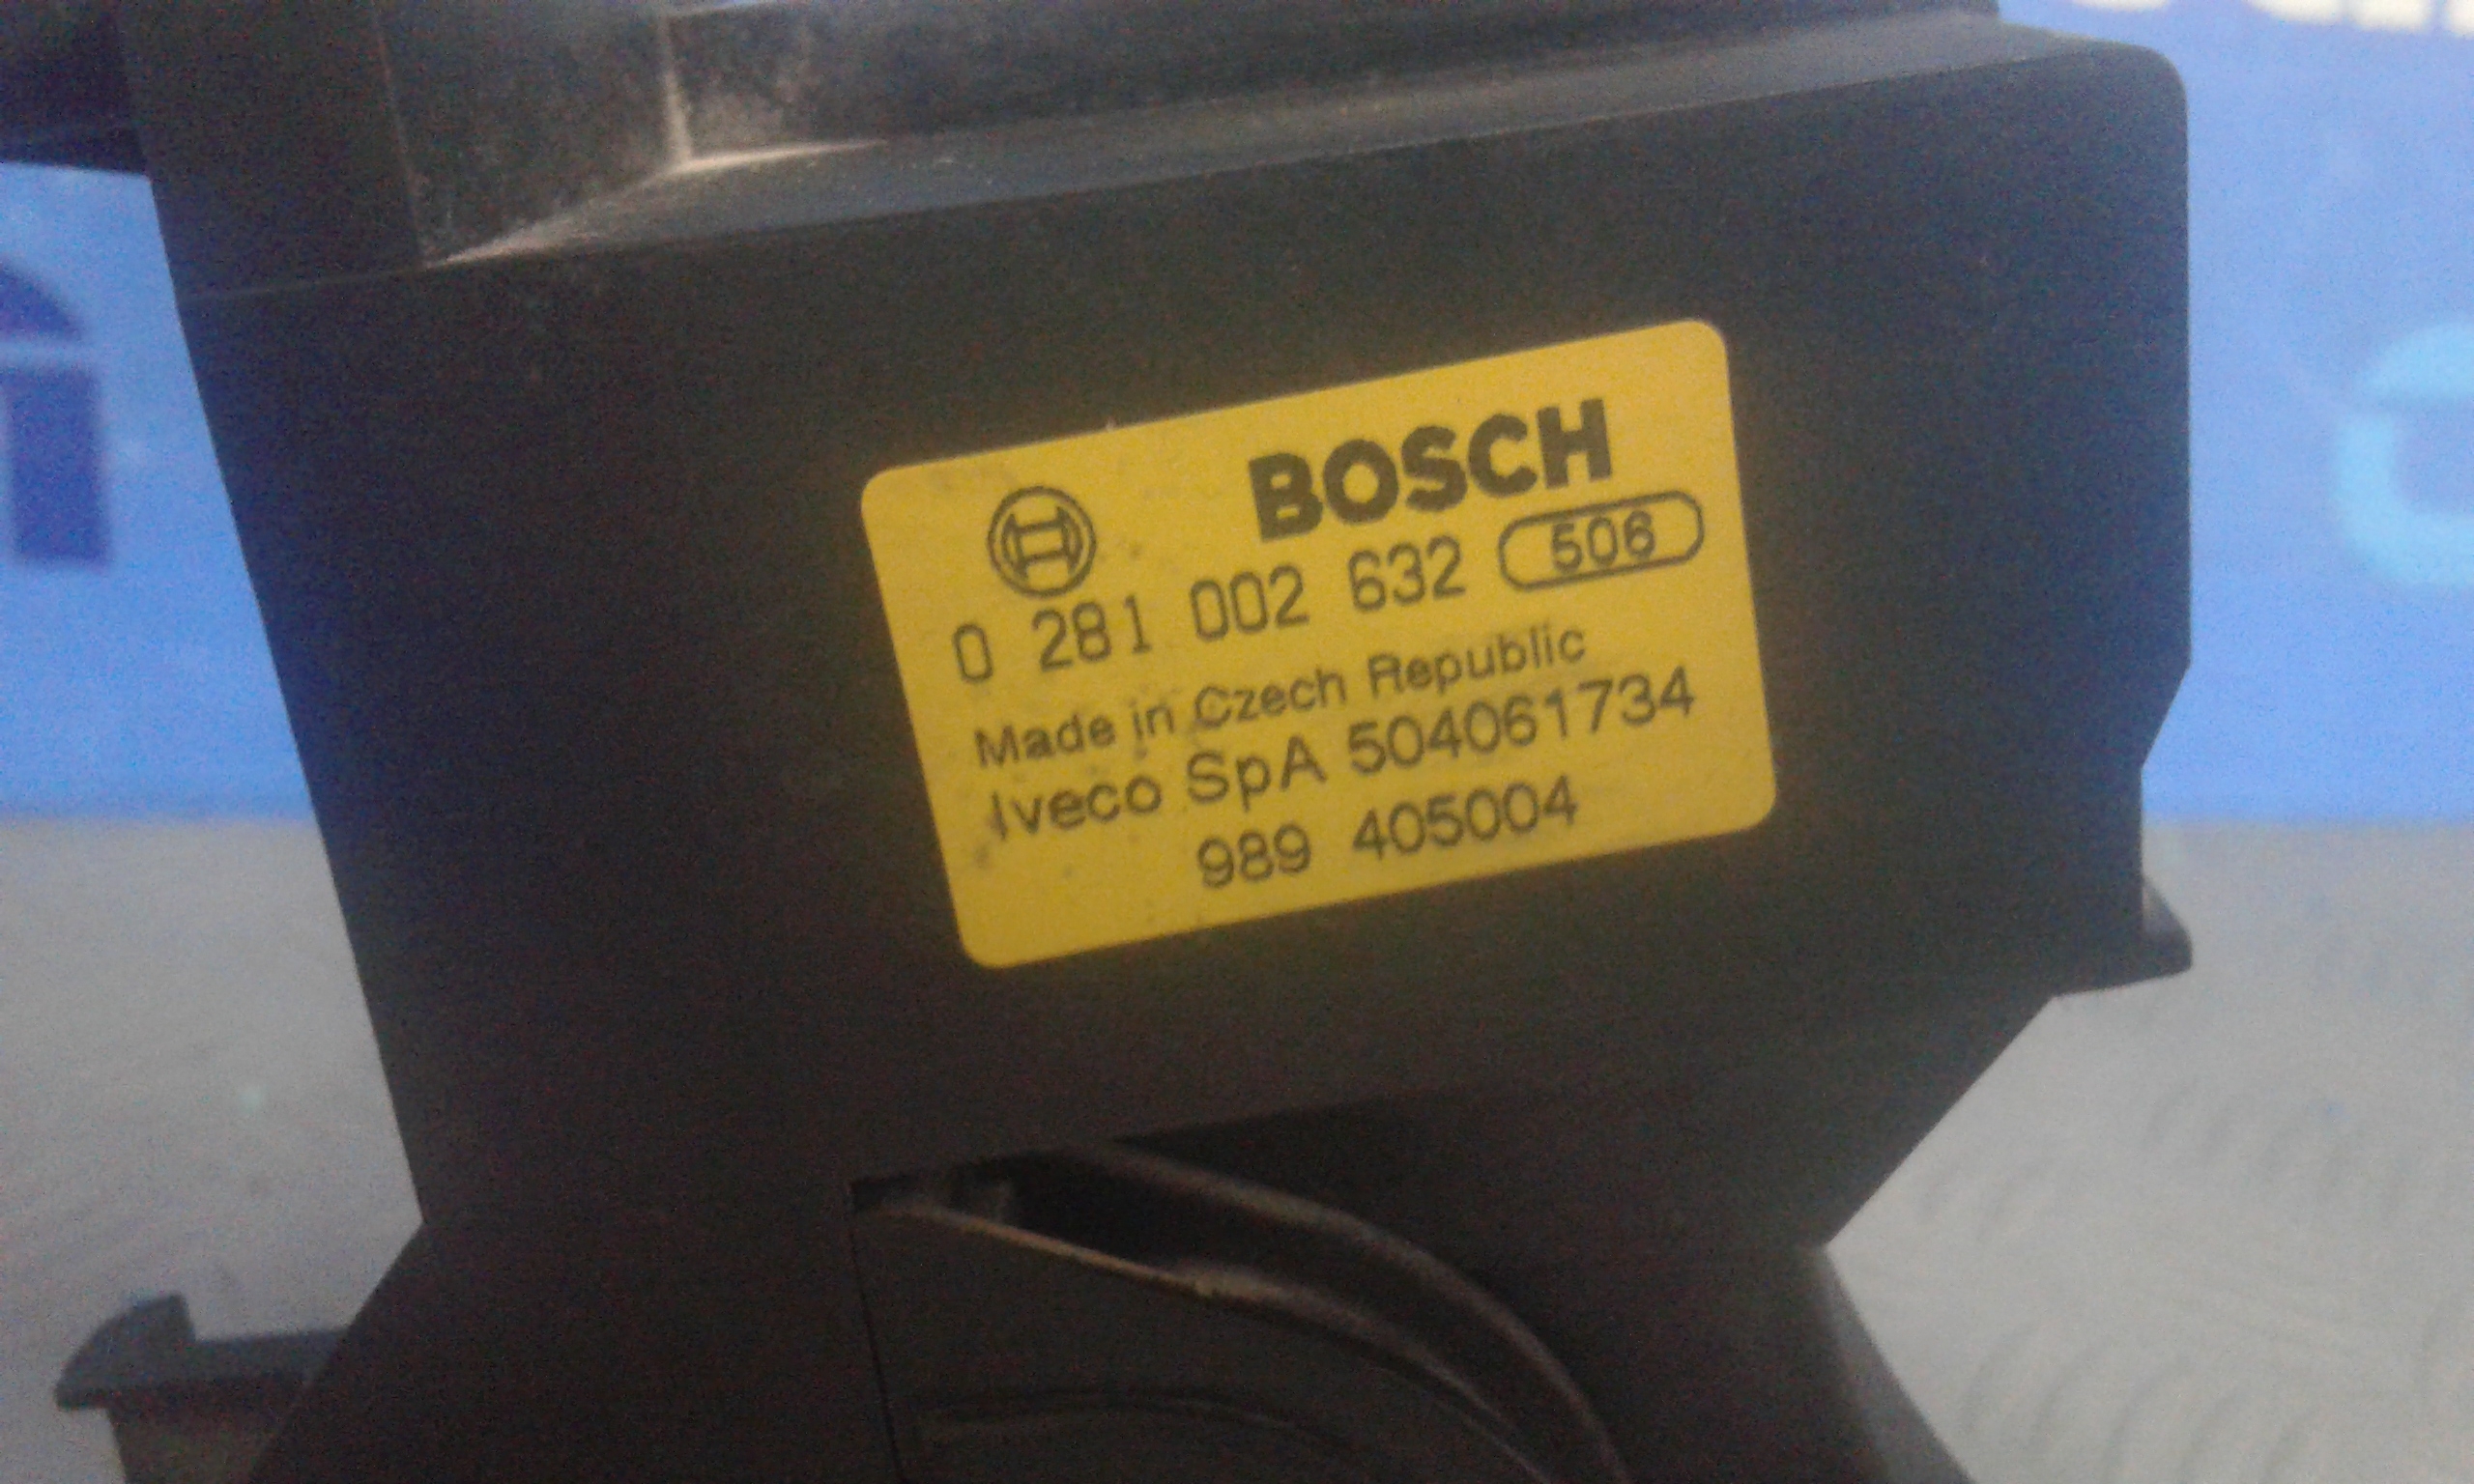 BOSCH
0 281 002 632 506
Made in Czech Republic
Iveco SpA 504061734
989 405004